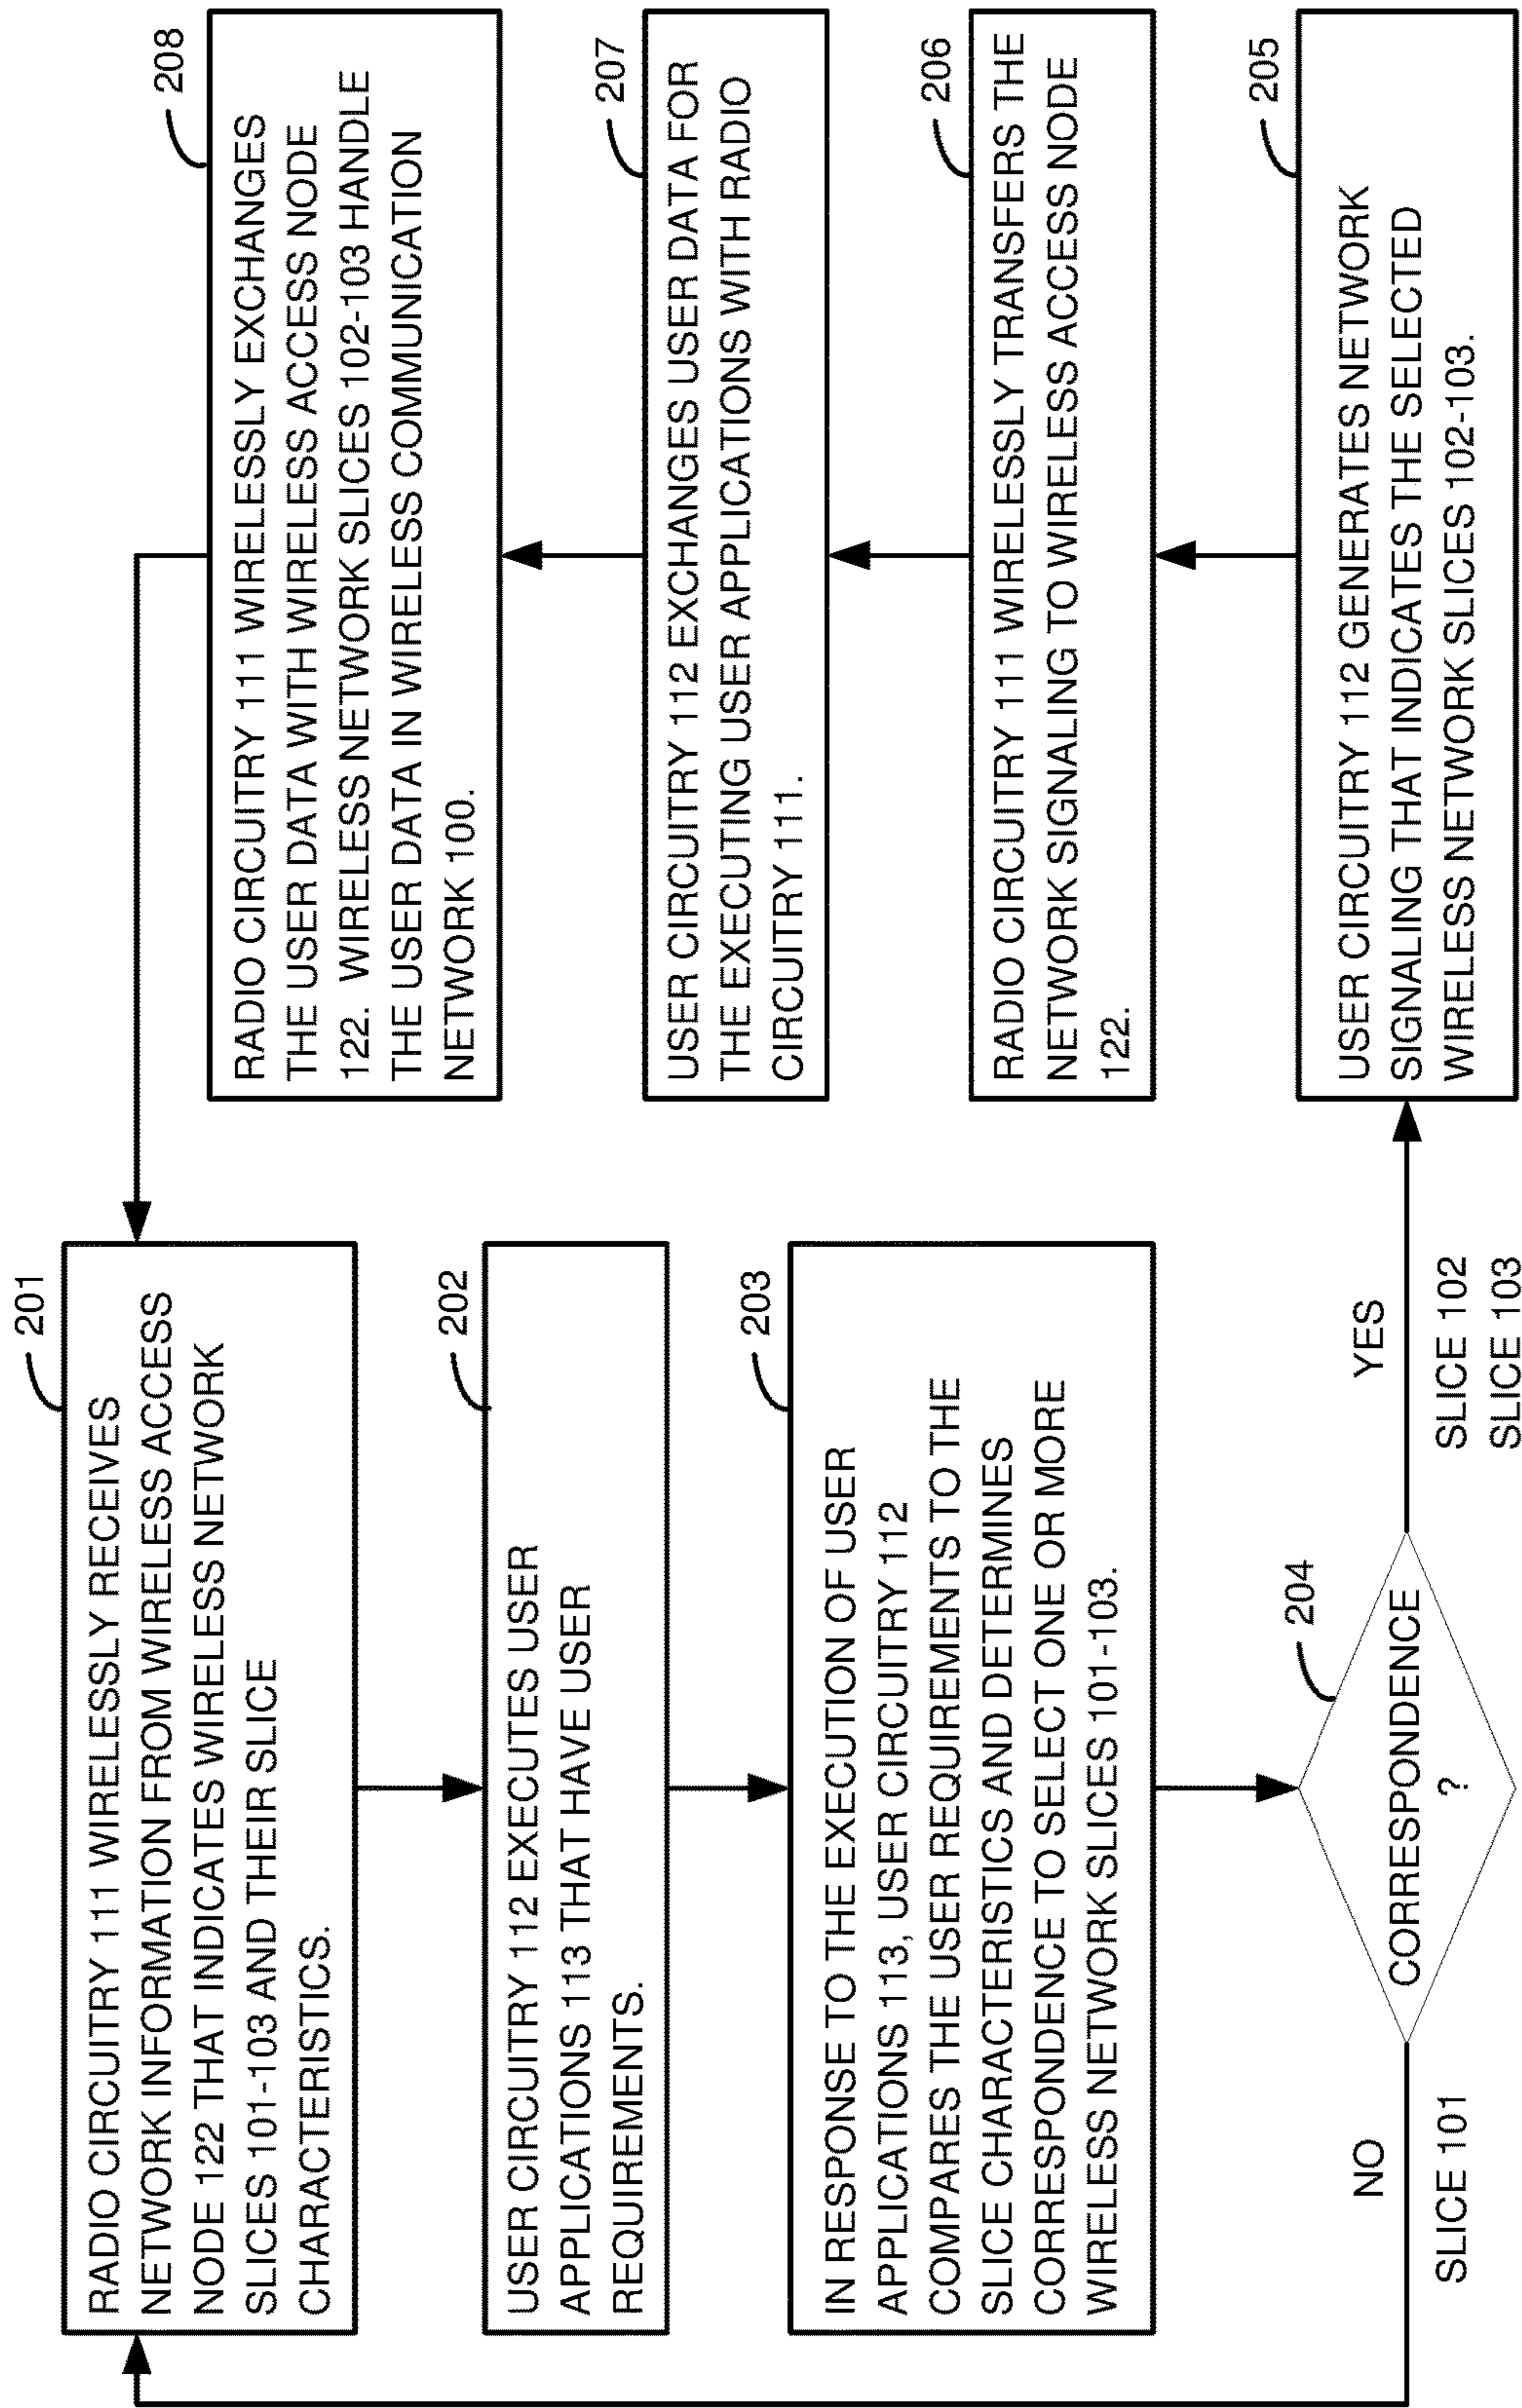 201
RADIO CIRCUITRY 111 WIRELESSLY RECEIVES
NETWORK INFORMATION FROM WIRELESS ACCESS
NODE 122 THAT INDICATES WIRELESS NETWORK
SLICES 101-103 AND THEIR SLICE
CHARACTERISTICS.
202
USER CIRCUITRY 112 EXECUTES USER
APPLICATIONS 113 THAT HAVE USER
REQUIREMENTS.
203
IN RESPONSE TO THE EXECUTION OF USER
APPLICATIONS 113, USER CIRCUITRY 112
COMPARES THE USER REQUIREMENTS TO THE
SLICE CHARACTERISTICS AND DETERMINES
CORRESPONDENCE TO SELECT ONE OR MORE
WIRELESS NETWORK SLICES 101-103.
204
CORRESPONDENCE
?
NO
SLICE 101
YES
SLICE 102
SLICE 103
205
USER CIRCUITRY 112 GENERATES NETWORK
SIGNALING THAT INDICATES THE SELECTED
WIRELESS NETWORK SLICES 102-103.
206
RADIO CIRCUITRY 111 WIRELESSLY TRANSFERS THE
NETWORK SIGNALING TO WIRELESS ACCESS NODE
122.
207
USER CIRCUITRY 112 EXCHANGES USER DATA FOR
THE EXECUTING USER APPLICATIONS WITH RADIO
CIRCUITRY 111.
208
RADIO CIRCUITRY 111 WIRELESSLY EXCHANGES
THE USER DATA WITH WIRELESS ACCESS NODE
122. WIRELESS NETWORK SLICES 102-103 HANDLE
THE USER DATA IN WIRELESS COMMUNICATION
NETWORK 100.